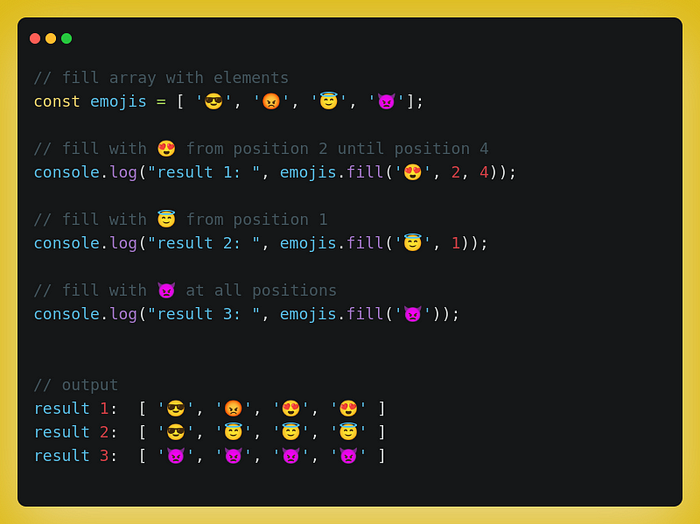 // fill array with elements
const emojis = [ '😎', '😡', '😇', '👿'];
// fill with 😍 from position 2 until position 4
console.log("result 1: ", emojis.fill('😍', 2, 4));
// fill with 😇 from position 1
console.log("result 2: ", emojis.fill('😇', 1));
// fill with 👿 at all positions
console.log("result 3: ", emojis.fill('👿'));
// output
result 1:  [ '😎', '😡', '😍', '😍' ]
result 2:  [ '😎', '😇', '😇', '😇' ]
result 3:  [ '👿', '👿', '👿', '👿' ]